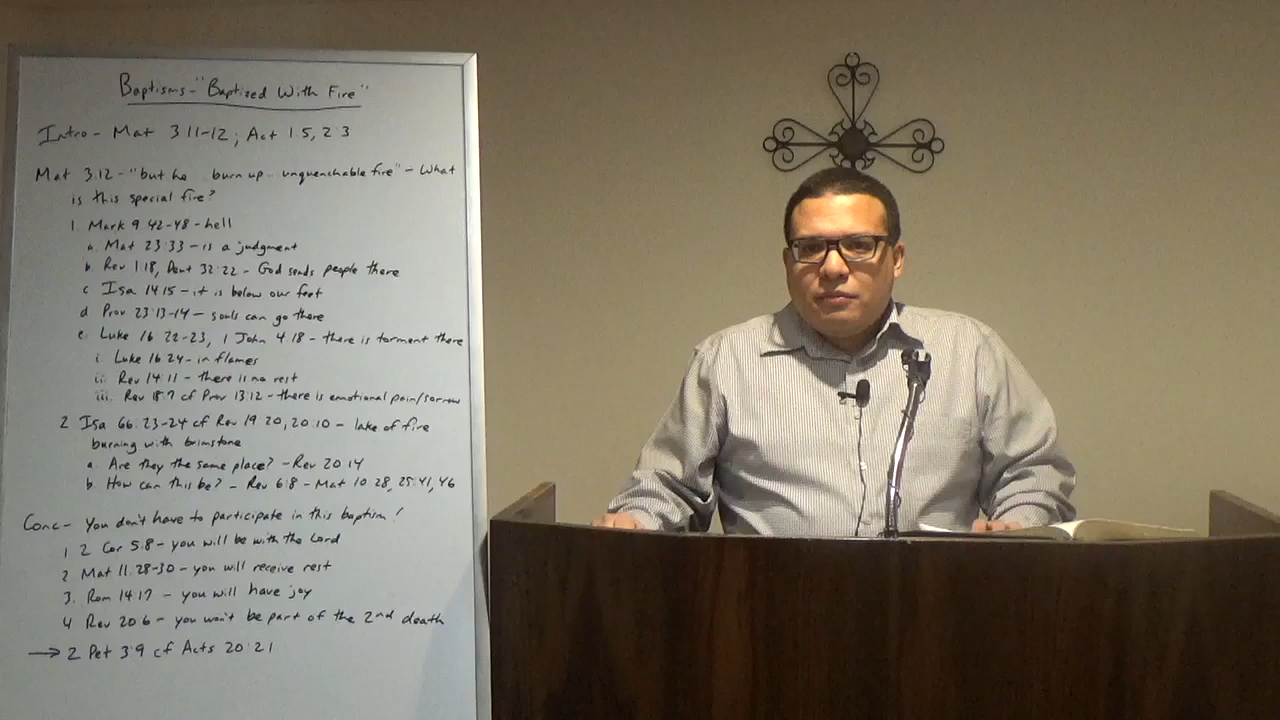 Baptisms - "Baptized With Fire"
Intro - Mat 3:11-12; Act 1:5, 2:3
Mat 3:12 - "but he burn up unquenchable fire" - What
is this special fire?
1. Mark 9:42-48 - hell
a. Mat 23:33 - is a judgment
b. Rev 1:18, Deut 32:22 - God sends people there
c. Isa 14:15 - it is below our feet
d. Prov 23:13-14 - souls can go there
e. Luke 16:22-23, 1 John 4:18 - there is torment there
i. Luke 16:24 - in flames
ii. Rev 14:11 - there is no rest
iii. Rev 18:7 cf Prov 13:12 - there is emotional pain/sorrow
2. Isa 66:23-24 cf Rev 19:20, 20:10 - lake of fire
burning with brimstone
a. Are they the same place? - Rev 20:14
b. How can this be? - Rev 6:8 - Mat 10:28, 25:41, 46
Conc - You don't have to participate in this baptism!
1. 2 Cor 5:8 - you will be with the Lord
2. Mat 11:28-30 - you will receive rest
3. Rom 14:17 - you will have joy
4. Rev 20:6 - you won't be part of the 2nd death
→ 2 Pet 3:9 cf Acts 20:21